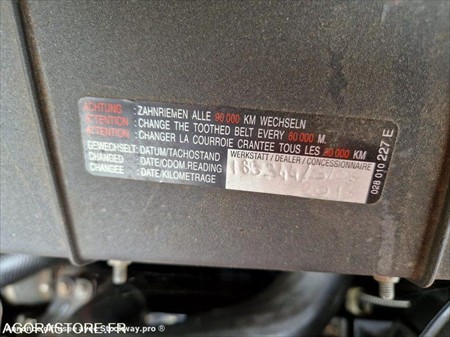 ACHTUNG : ZAHNRIEMEN ALLE 90 000 KM WECHSELN
ATTENTION : CHANGE THE TOOTHED BELT EVERY 60 000 M.
ATTENTION : CHANGER LA COURROIE CRANTEE TOUS LES 90 000 KM
GEWECHSELT: DATUM/TACHOSTAND
CHANGED : DATE/ODOM.READING
CHANGEE : DATE/KILOMETRAGE
WERKSTATT / DEALER / CONCESSIONNAIRE
028 010 227 E
AGORASTORE.FR